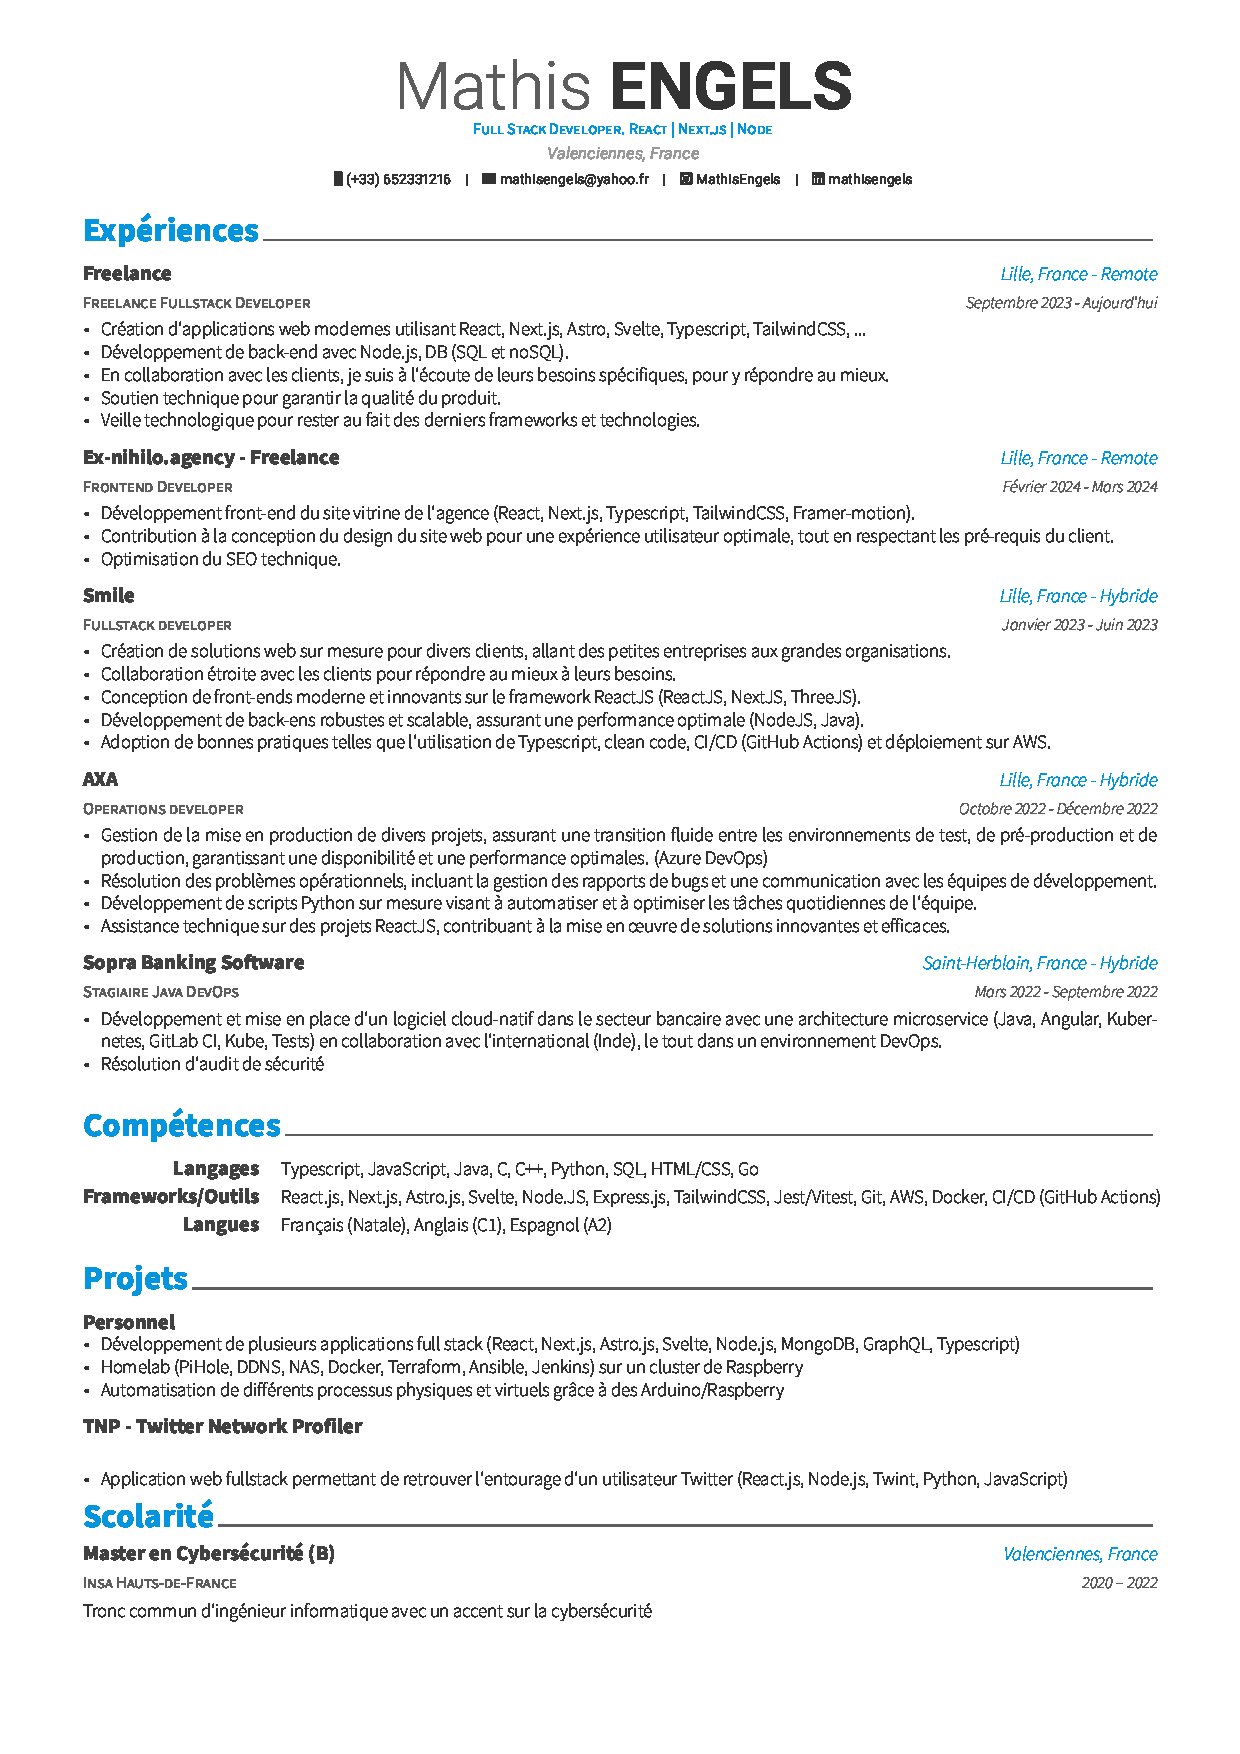 Mathis ENGELS
Full Stack Developer. React | Next.js | Node
Valenciennes, France
(+33) 652331216 | mathisengels@yahoo.fr | MathisEngels | mathisengels
Expériences
Freelance Lille, France - Remote
Freelance Fullstack Developer Septembre 2023 - Aujourd'hui
• Création d'applications web modernes utilisant React, Next.js, Astro, Svelte, Typescript, TailwindCSS, ...
• Développement de back-end avec Node.js, DB (SQL et noSQL).
• En collaboration avec les clients, je suis à l'écoute de leurs besoins spécifiques, pour y répondre au mieux.
• Soutien technique pour garantir la qualité du produit.
• Veille technologique pour rester au fait des derniers frameworks et technologies.
Ex-nihilo.agency - Freelance Lille, France - Remote
Frontend Developer Février 2024 - Mars 2024
• Développement front-end du site vitrine de l'agence (React, Next.js, Typescript, TailwindCSS, Framer-motion).
• Contribution à la conception du design du site web pour une expérience utilisateur optimale, tout en respectant les pré-requis du client.
• Optimisation du SEO technique.
Smile Lille, France - Hybride
Fullstack developer Janvier 2023 - Juin 2023
• Création de solutions web sur mesure pour divers clients, allant des petites entreprises aux grandes organisations.
• Collaboration étroite avec les clients pour répondre au mieux à leurs besoins.
• Conception de front-ends moderne et innovants sur le framework ReactJS (ReactJS, NextJS, ThreeJS).
• Développement de back-ens robustes et scalable, assurant une performance optimale (NodeJS, Java).
• Adoption de bonnes pratiques telles que l'utilisation de Typescript, clean code, CI/CD (GitHub Actions) et déploiement sur AWS.
AXA Lille, France - Hybride
Operations developer Octobre 2022 - Décembre 2022
• Gestion de la mise en production de divers projets, assurant une transition fluide entre les environnements de test, de pré-production et de
production, garantissant une disponibilité et une performance optimales. (Azure DevOps)
• Résolution des problèmes opérationnels, incluant la gestion des rapports de bugs et une communication avec les équipes de développement.
• Développement de scripts Python sur mesure visant à automatiser et à optimiser les tâches quotidiennes de l'équipe.
• Assistance technique sur des projets ReactJS, contribuant à la mise en œuvre de solutions innovantes et efficaces.
Sopra Banking Software Saint-Herblain, France - Hybride
Stagiaire Java DevOps Mars 2022 - Septembre 2022
• Développement et mise en place d'un logiciel cloud-natif dans le secteur bancaire avec une architecture microservice (Java, Angular, Kuber-
netes, GitLab CI, Kube, Tests) en collaboration avec l'international (Inde), le tout dans un environnement DevOps.
• Résolution d'audit de sécurité
Compétences
Langages Typescript, JavaScript, Java, C, C++, Python, SQL, HTML/CSS, Go
Frameworks/Outils React.js, Next.js, Astro.js, Svelte, Node.JS, Express.js, TailwindCSS, Jest/Vitest, Git, AWS, Docker, CI/CD (GitHub Actions)
Langues Français (Natale), Anglais (C1), Espagnol (A2)
Projets
Personnel
• Développement de plusieurs applications full stack (React, Next.js, Astro.js, Svelte, Node.js, MongoDB, GraphQL, Typescript)
• Homelab (PiHole, DDNS, NAS, Docker, Terraform, Ansible, Jenkins) sur un cluster de Raspberry
• Automatisation de différents processus physiques et virtuels grâce à des Arduino/Raspberry
TNP - Twitter Network Profiler
• Application web fullstack permettant de retrouver l'entourage d'un utilisateur Twitter (React.js, Node.js, Twint, Python, JavaScript)
Scolarité
Master en Cybersécurité (B) Valenciennes, France
Insa Hauts-de-France 2020 – 2022
Tronc commun d'ingénieur informatique avec un accent sur la cybersécurité